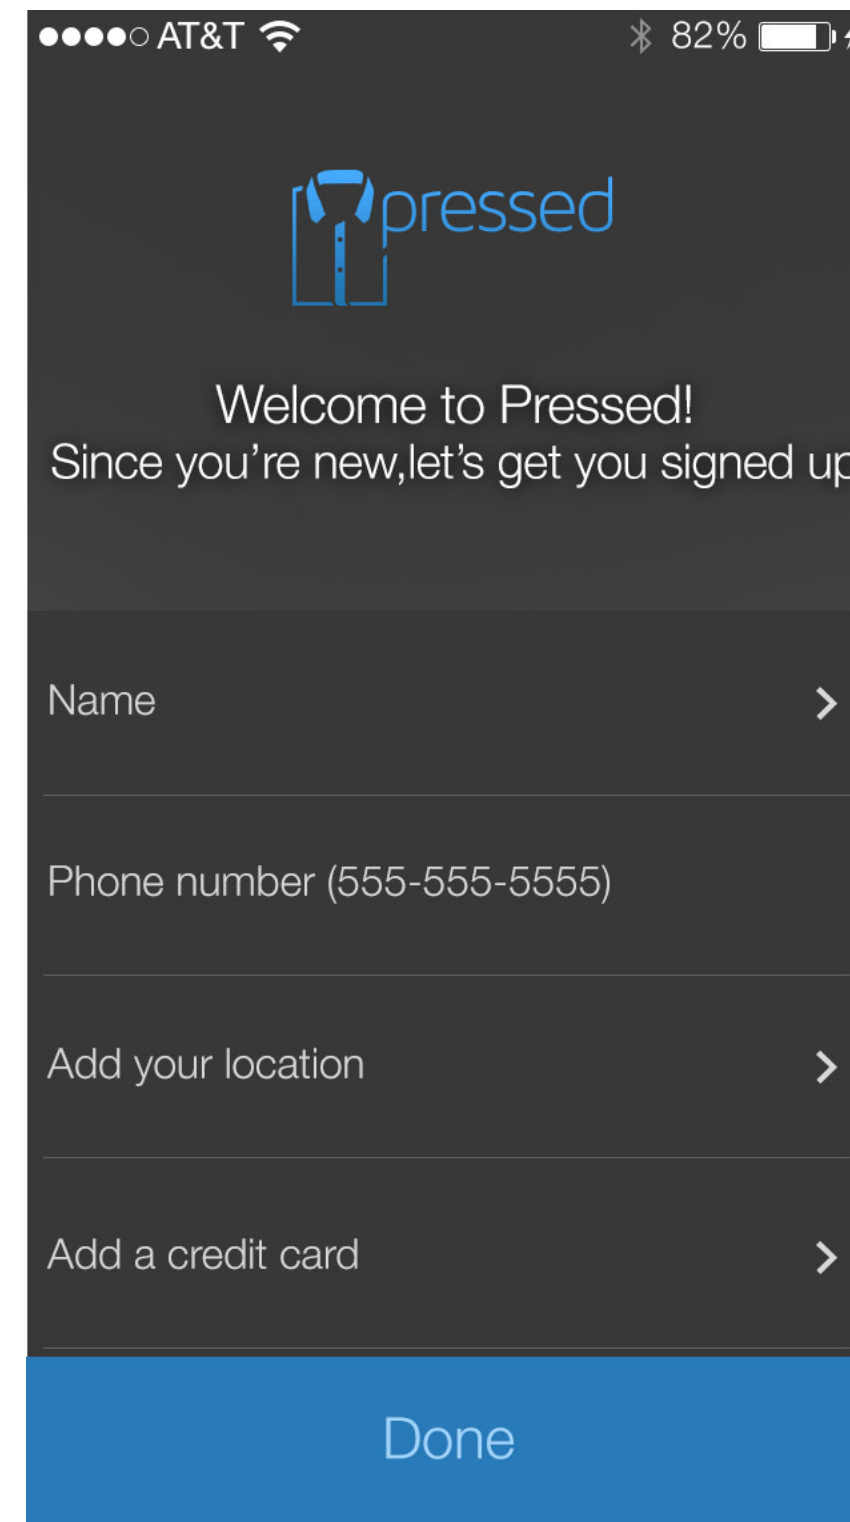 AT&T 82%
pressed
Welcome to Pressed!
Since you’re new,let’s get you signed up
Name
Phone number (555-555-5555)
Add your location
Add a credit card
Done